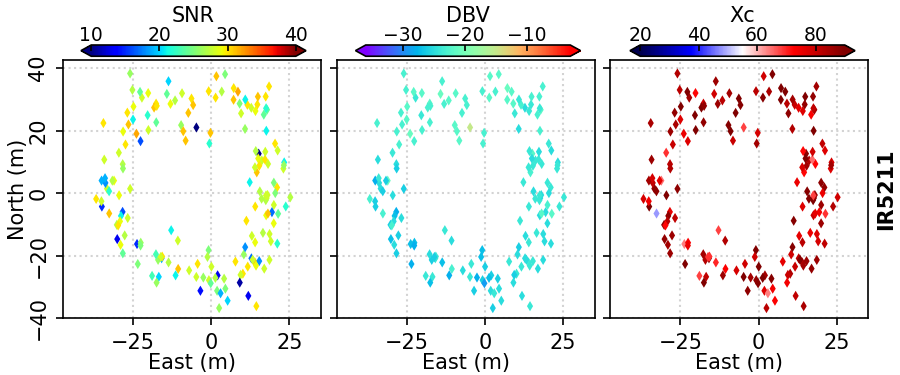 SNR DBV Xc
10 20 30 40 −30 −20 −10 20 40 60 80
40
20
0
−20
−40
North (m)
IR5211
−25 0 25 −25 0 25 −25 0 25
East (m) East (m) East (m)